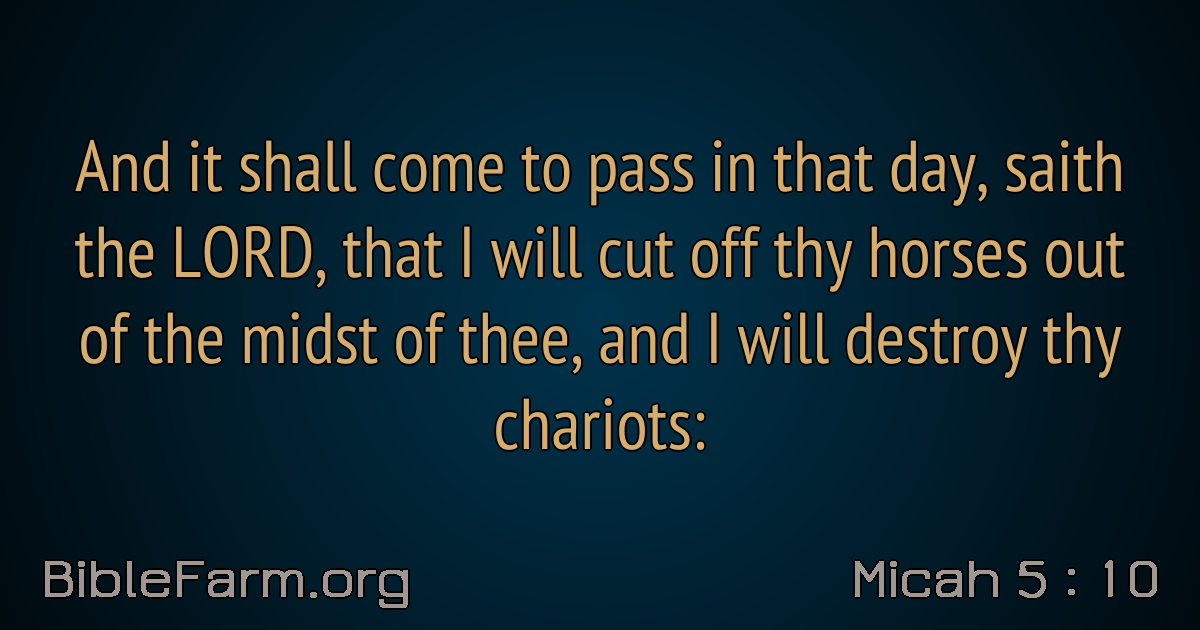 And it shall come to pass in that day, saith
the LORD, that I will cut off thy horses out
of the midst of thee, and I will destroy thy
chariots:
BibleFarm.org
Micah 5 : 10